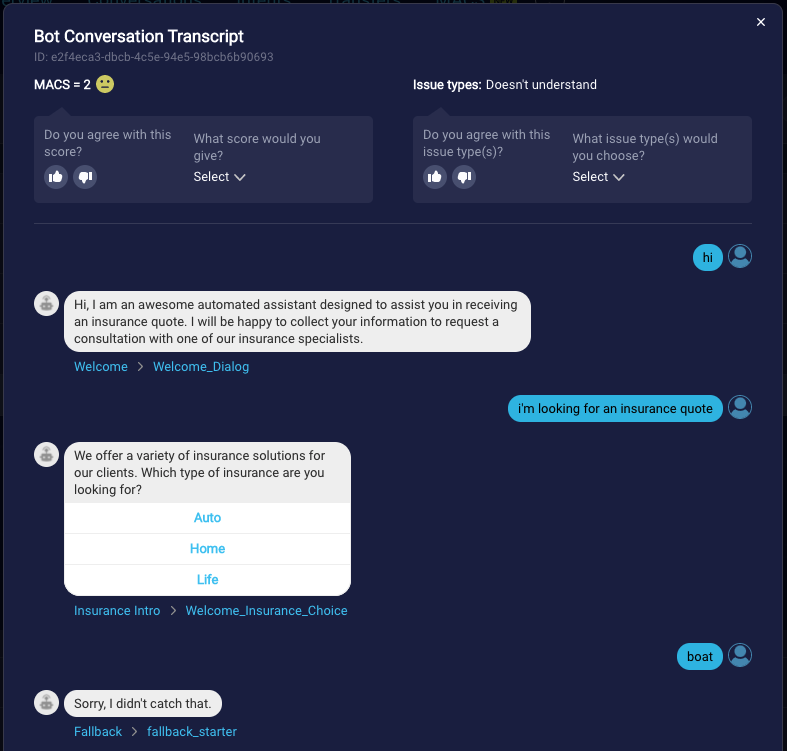 Bot Conversation Transcript
ID: e2f4eca3-dbcb-4c5e-94e5-98bcb6b90693
MACS = 2
Issue types: Doesn't understand
Do you agree with this
score?
What score would you
give?
Select
Do you agree with this
issue type(s)?
What issue type(s) would
you choose?
Select
hi
Hi, I am an awesome automated assistant designed to assist you in receiving
an insurance quote. I will be happy to collect your information to request a
consultation with one of our insurance specialists.
Welcome > Welcome_Dialog
i'm looking for an insurance quote
We offer a variety of insurance solutions for
our clients. Which type of insurance are you
looking for?
Auto
Home
Life
Insurance Intro > Welcome_Insurance_Choice
boat
Sorry, I didn't catch that.
Fallback > fallback_starter